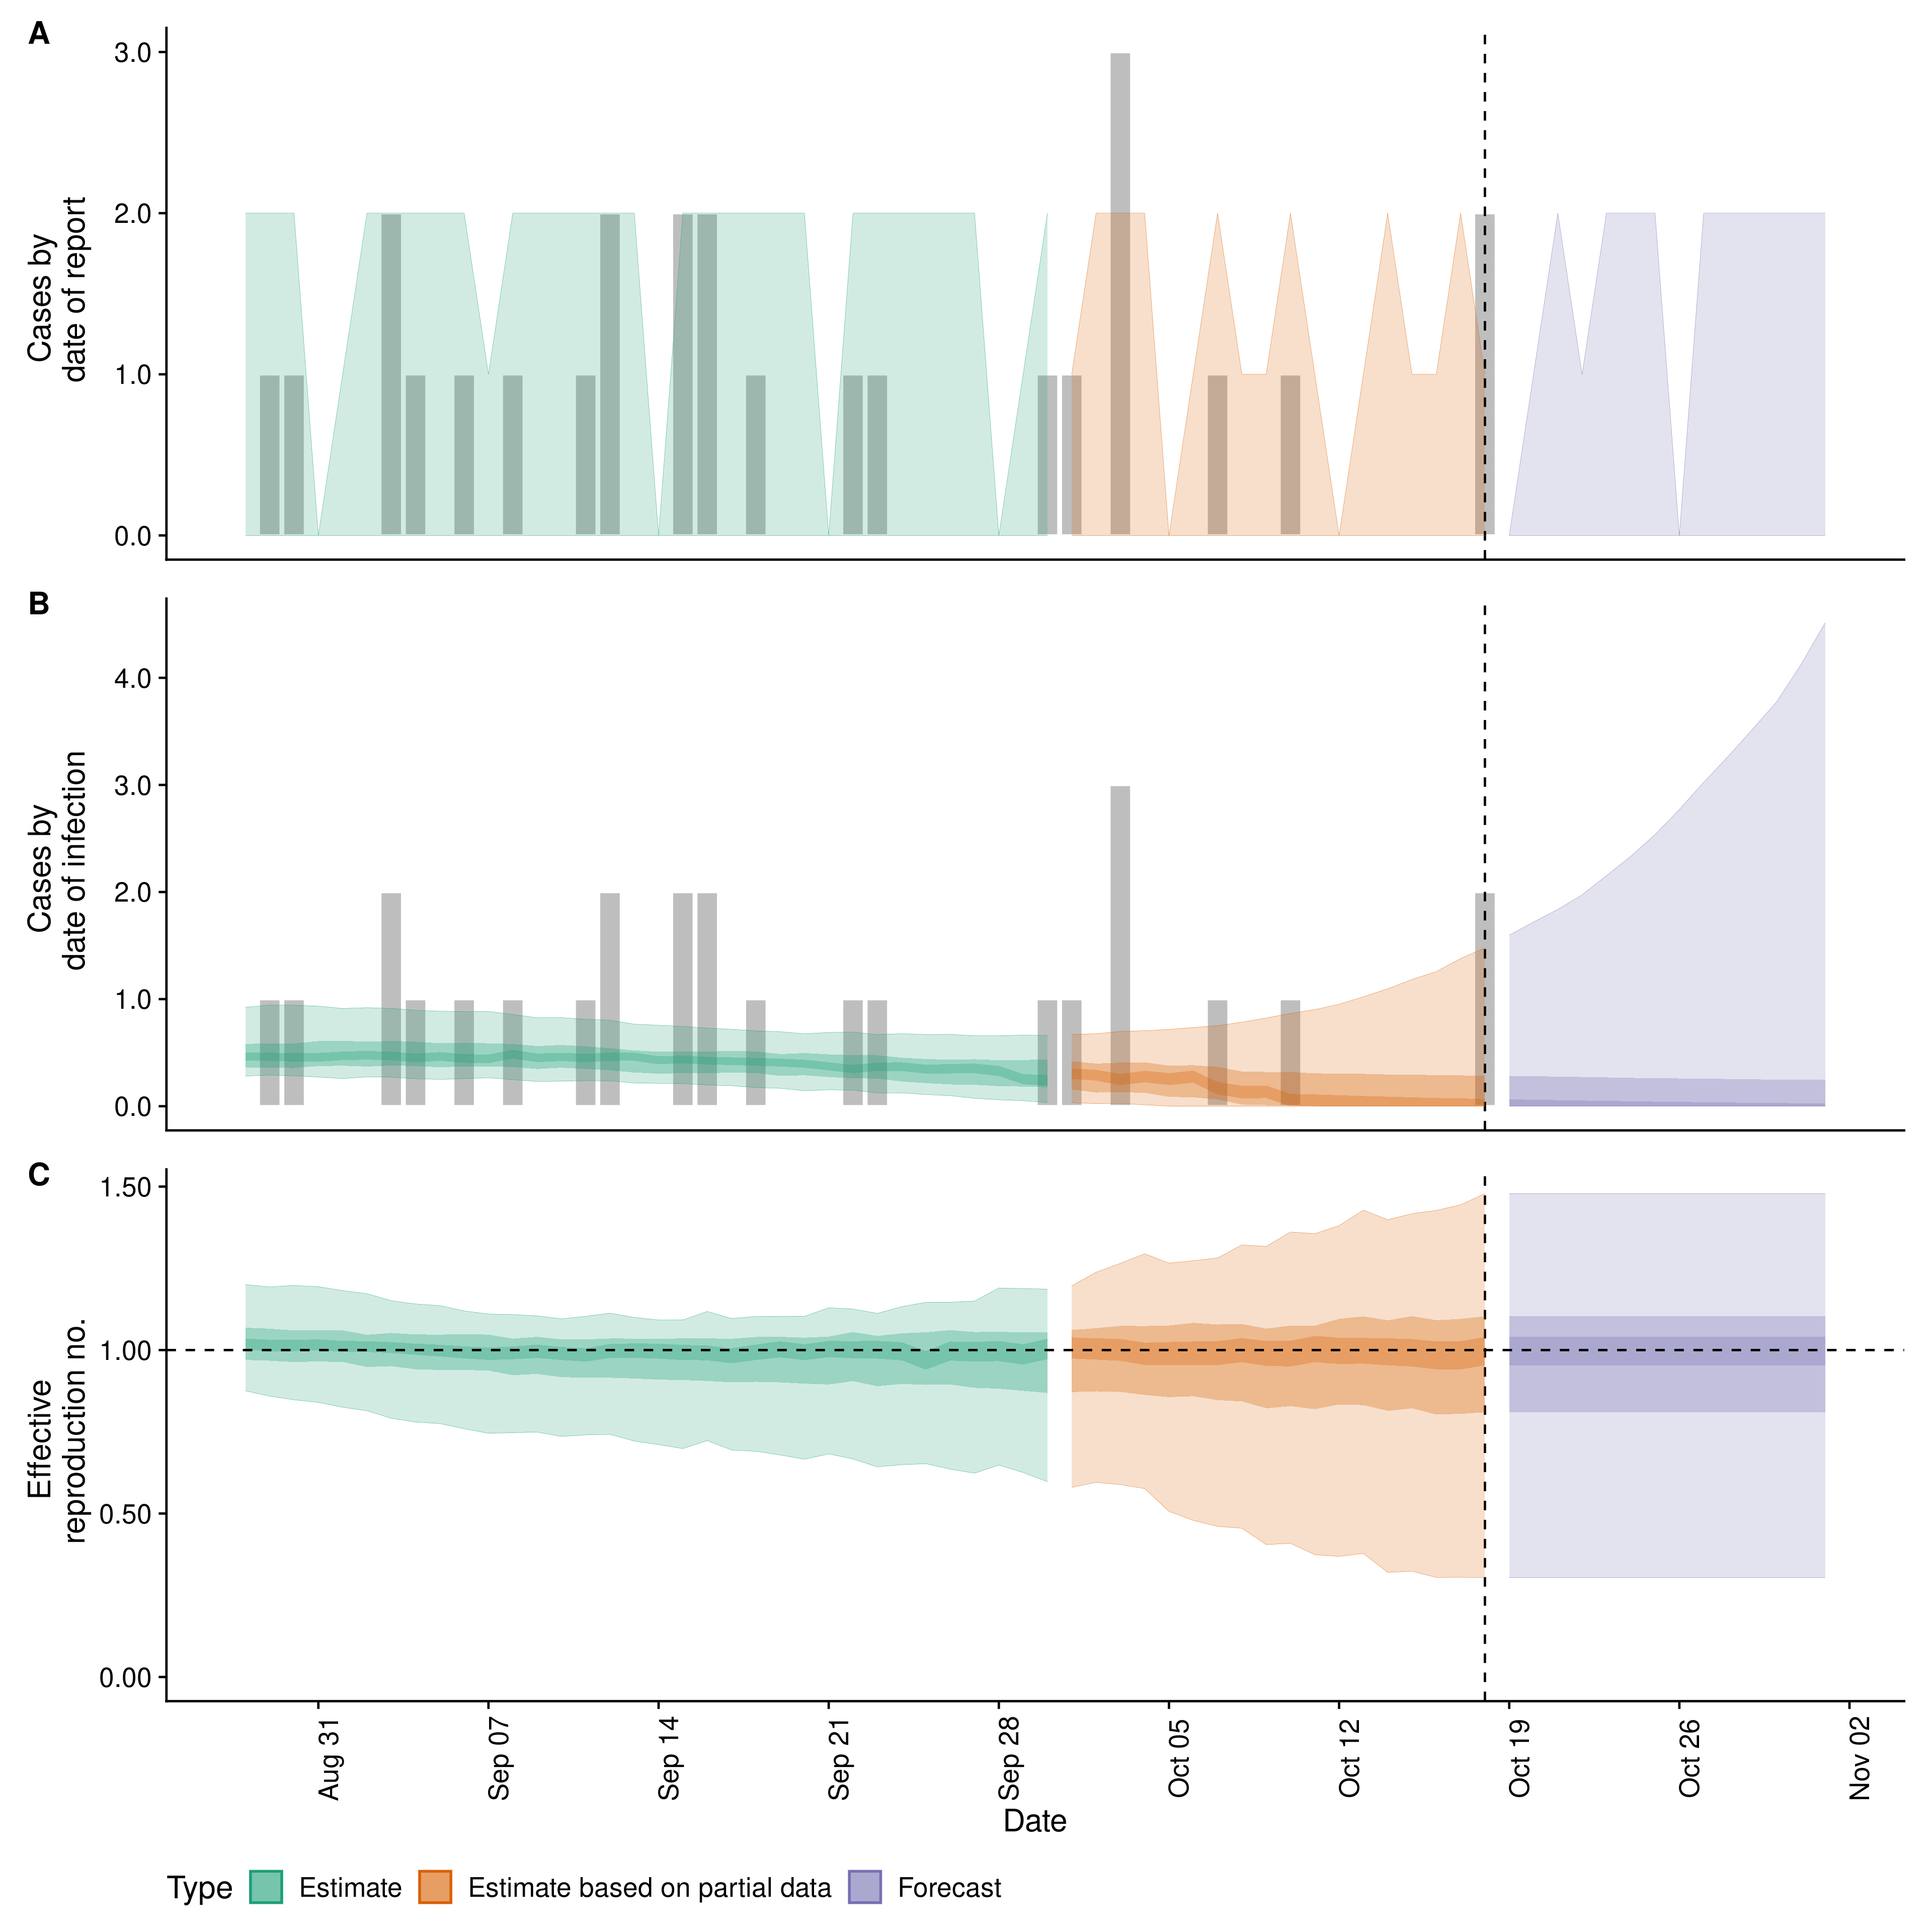 A
3.0
2.0
1.0
0.0
Cases by
date of report
B
4.0
3.0
2.0
1.0
0.0
Cases by
date of infection
C
1.50
1.00
0.50
0.00
Effective
reproduction no.
Aug 31
Sep 07
Sep 14
Sep 21
Sep 28
Oct 05
Oct 12
Oct 19
Oct 26
Nov 02
Date
Type Estimate Estimate based on partial data Forecast